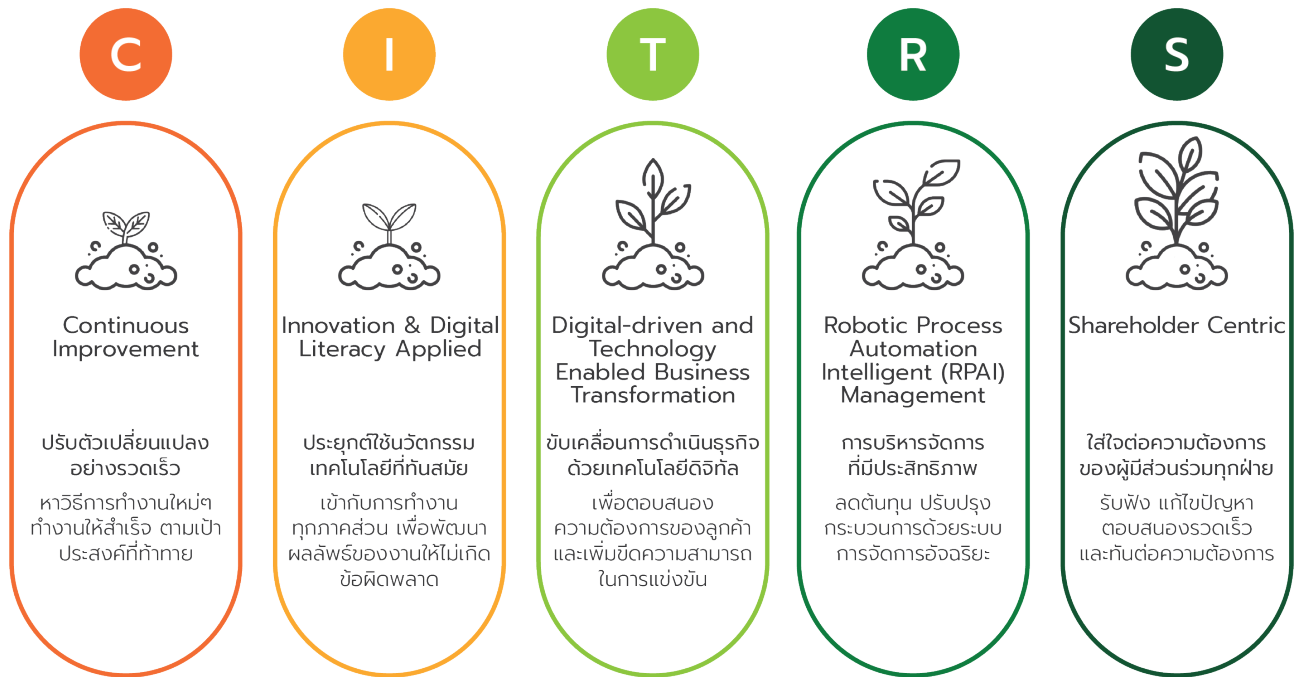 C
Continuous
Improvement
ปรับตัวเปลี่ยนแปลง
อย่างรวดเร็ว
หาวิธีการทำงานใหม่ๆ
ทำงานให้สำเร็จ ตามเป้า
ประสงค์ที่ท้าทาย
I
Innovation & Digital
Literacy Applied
ประยุกต์ใช้นวัตกรรม
เทคโนโลยีที่ทันสมัย
เข้ากับการทำงาน
ทุกภาคส่วน เพื่อพัฒนา
ผลลัพธ์ของงานให้ไม่เกิด
ข้อผิดพลาด
T
Digital-driven and
Technology
Enabled Business
Transformation
ขับเคลื่อนการดำเนินธุรกิจ
ด้วยเทคโนโลยีดิจิทัล
เพื่อตอบสนอง
ความต้องการของลูกค้า
และเพิ่มขีดความสามารถ
ในการแข่งขัน
R
Robotic Process
Automation
Intelligent (RPAI)
Management
การบริหารจัดการ
ที่มีประสิทธิภาพ
ลดต้นทุน ปรับปรุง
กระบวนการด้วยระบบ
การจัดการอัจฉริยะ
S
Shareholder Centric
ใส่ใจต่อความต้องการ
ของผู้มีส่วนร่วมทุกฝ่าย
รับฟัง แก้ไขปัญหา
ตอบสนองรวดเร็ว
และทันต่อความต้องการ